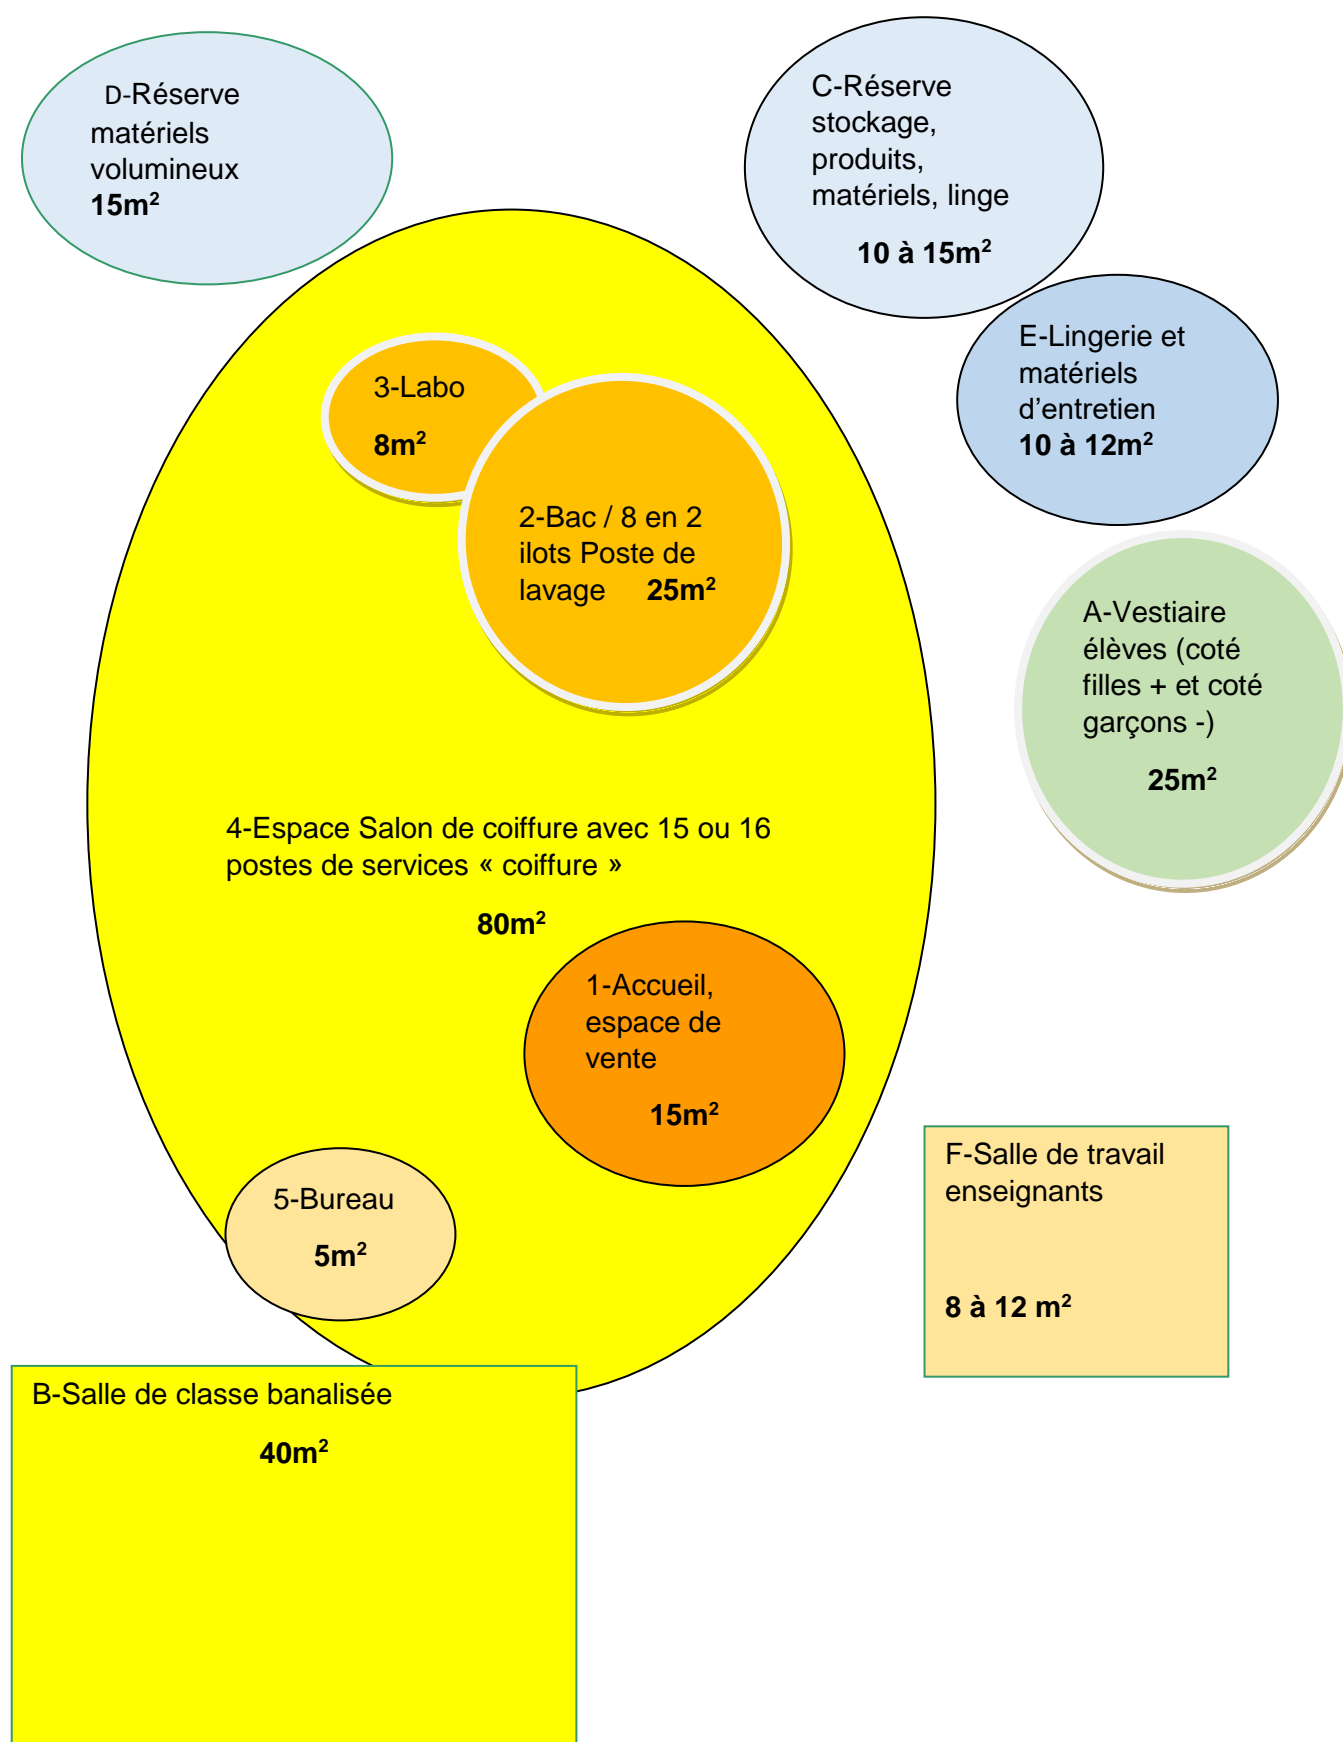 D-Réserve
matériels
volumineux
15m²
C-Réserve
stockage,
produits,
matériels, linge
10 à 15m²
E-Lingerie et
matériels
d’entretien
10 à 12m²
3-Labo
8m²
2-Bac / 8 en 2
ilots Poste de
lavage 25m²
A-Vestiaire
élèves (coté
filles + et coté
garçons -)
25m²
4-Espace Salon de coiffure avec 15 ou 16
postes de services « coiffure »
80m²
1-Accueil,
espace de
vente
15m²
5-Bureau
5m²
F-Salle de travail
enseignants
8 à 12 m²
B-Salle de classe banalisée
40m²